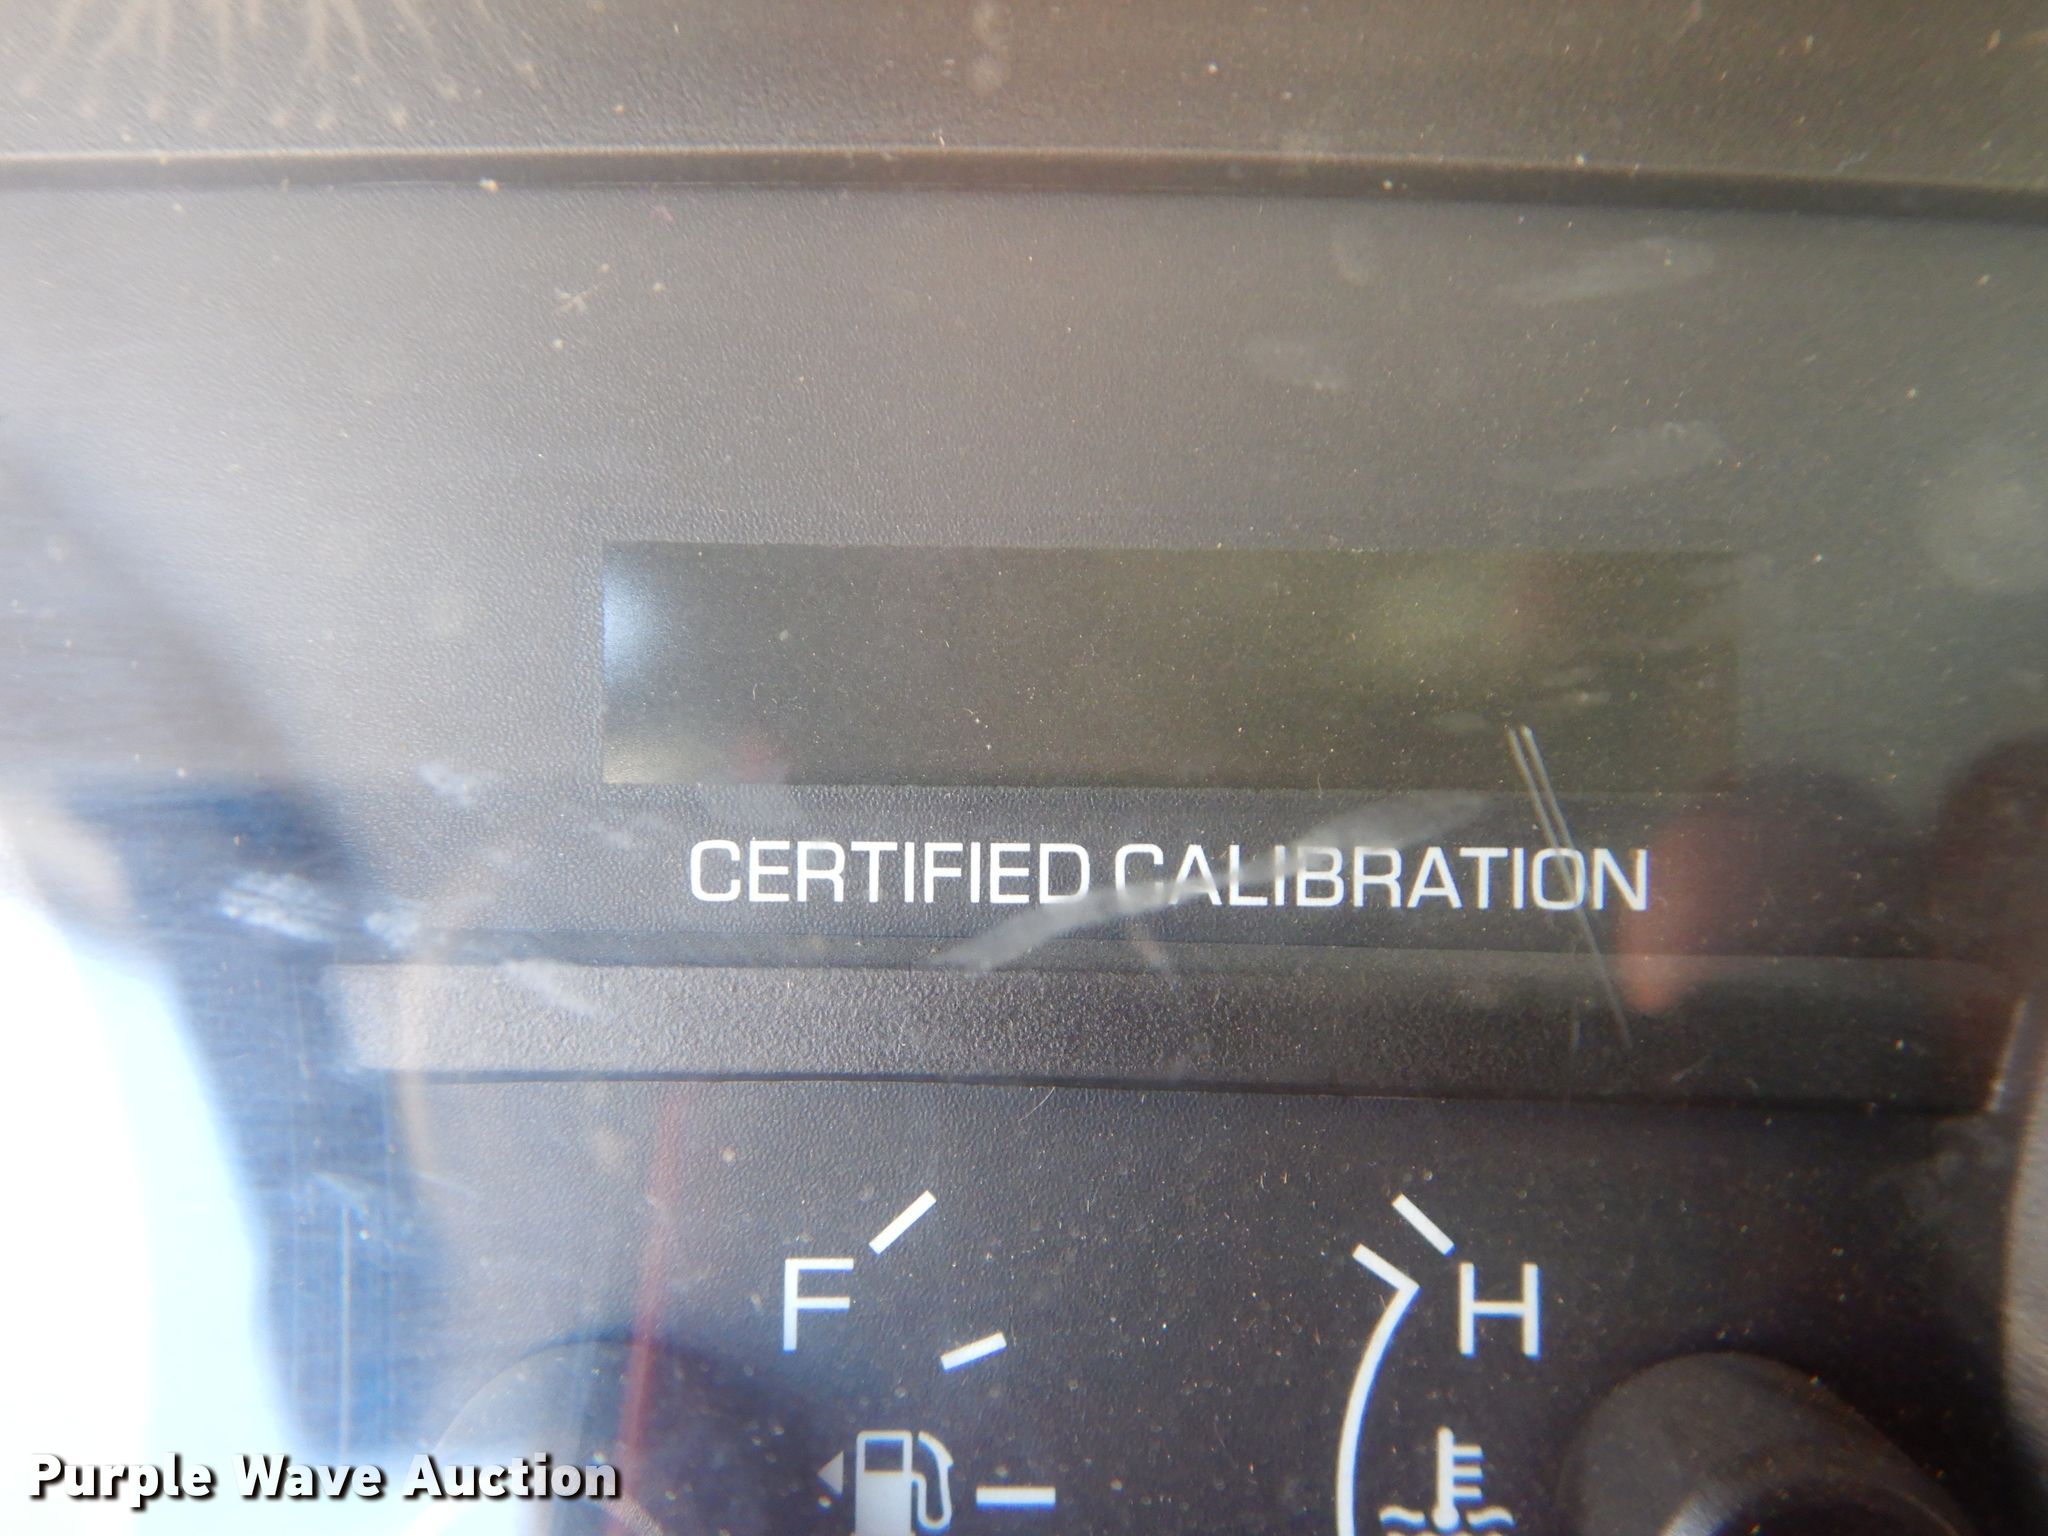 CERTIFIED CALIBRATION
F
H
Purple Wave Auction